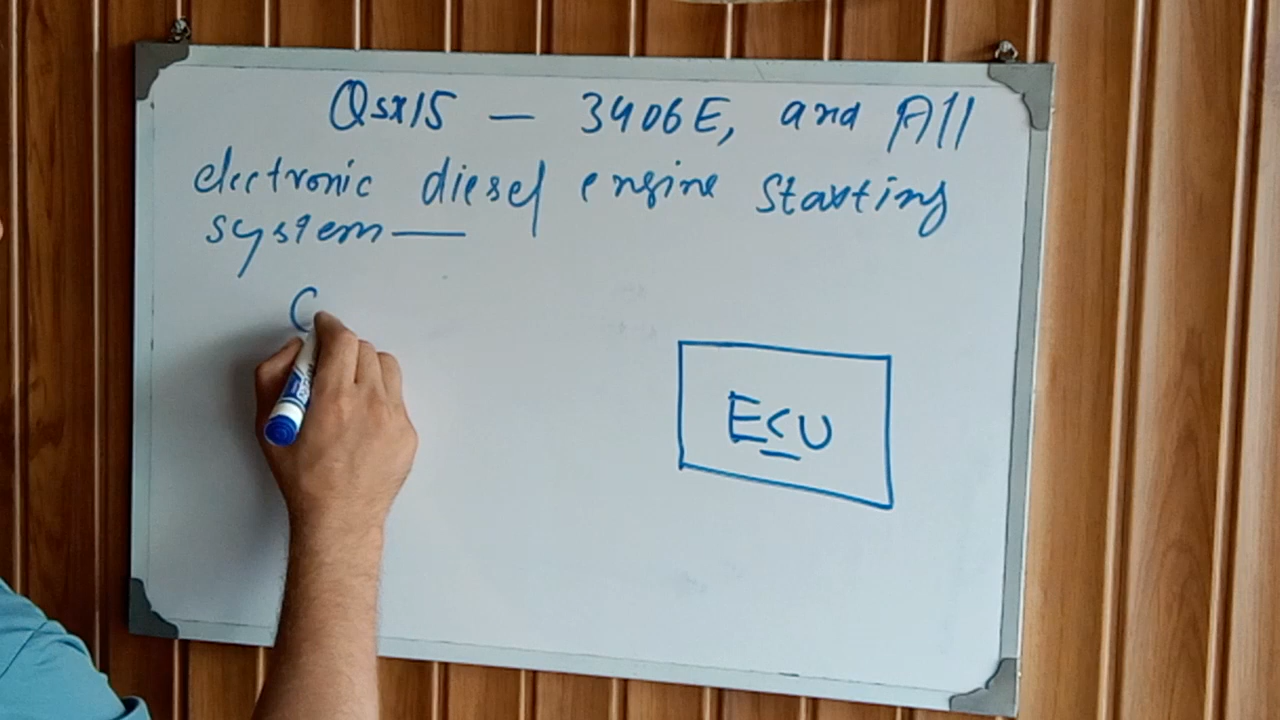 Qsx15 — 3406E, and All
electronic diesel engine starting
system —
C
ECU